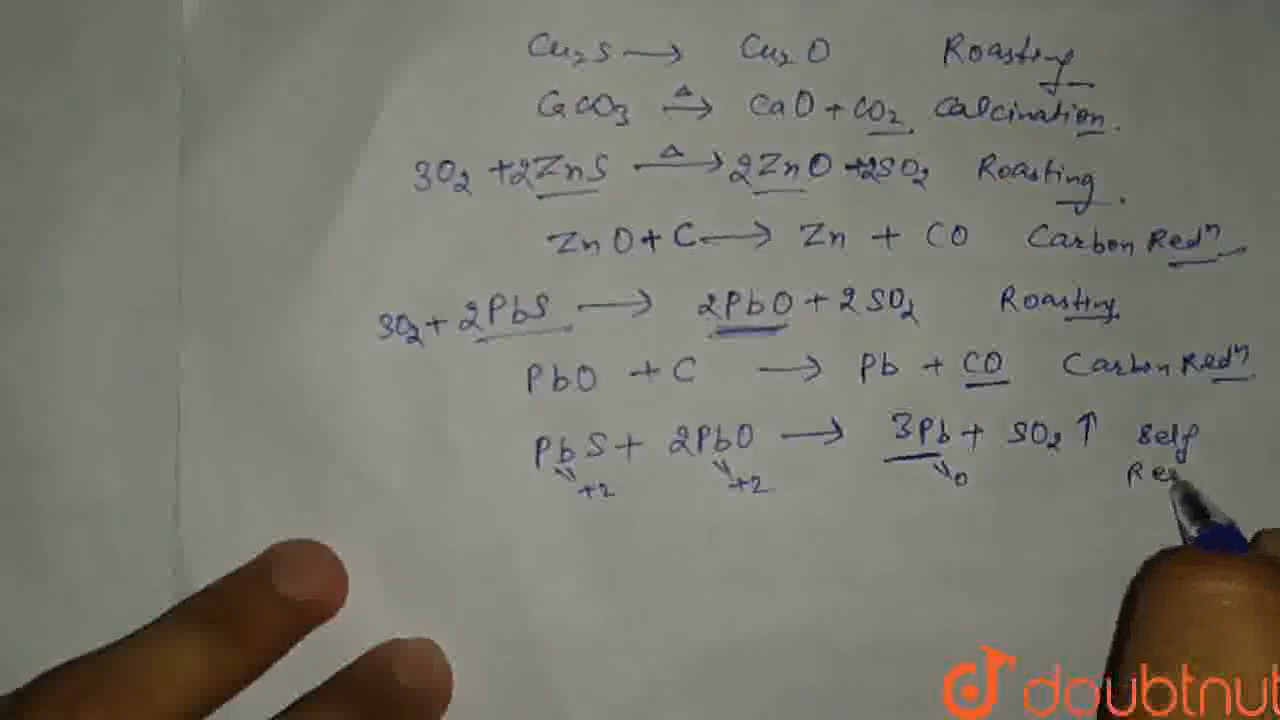 Cu₂S → Cu₂O Roasting
CaCO₃ →Δ CaO + CO₂ Calcination.
3O₂ + 2ZnS →Δ 2ZnO + 2SO₂ Roasting.
ZnO + C → Zn + CO Carbon Redⁿ
3O₂ + 2PbS → 2PbO + 2SO₂ Roasting
PbO + C → Pb + CO Carbon Redⁿ
PbS + 2PbO → 3Pb + SO₂ ↑ Self
+2 +2 0 Re
doubtnut